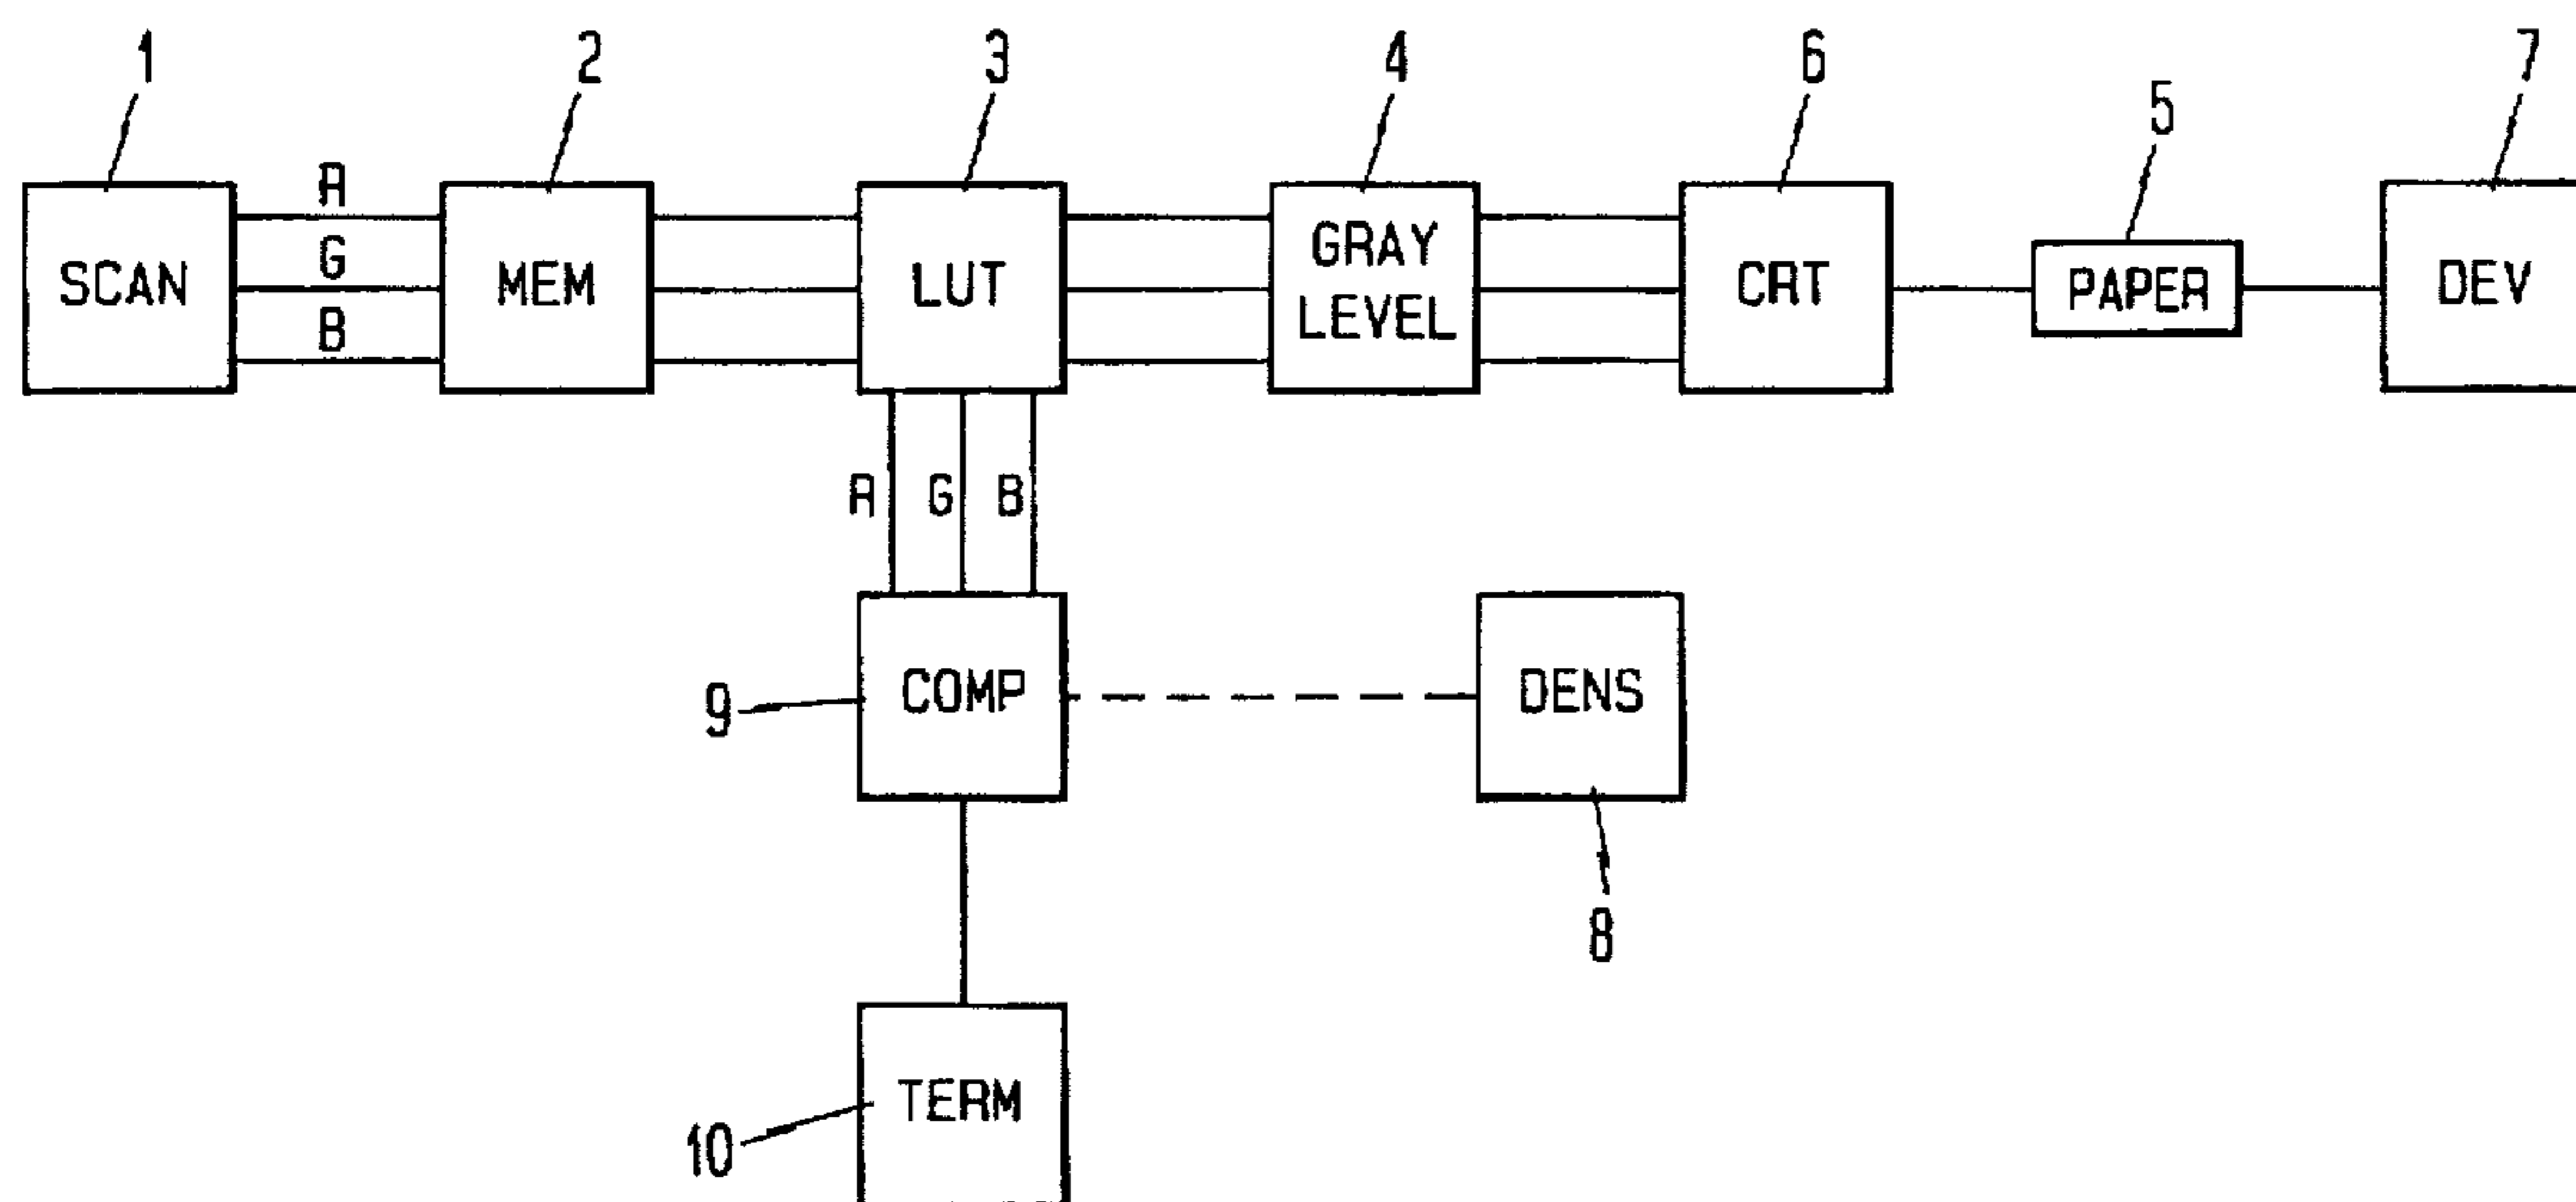 1 2 3 4 6 5 7
R
G
B
SCAN MEM LUT GRAY LEVEL CRT PAPER DEV
R G B
9 COMP DENS
8
TERM
10